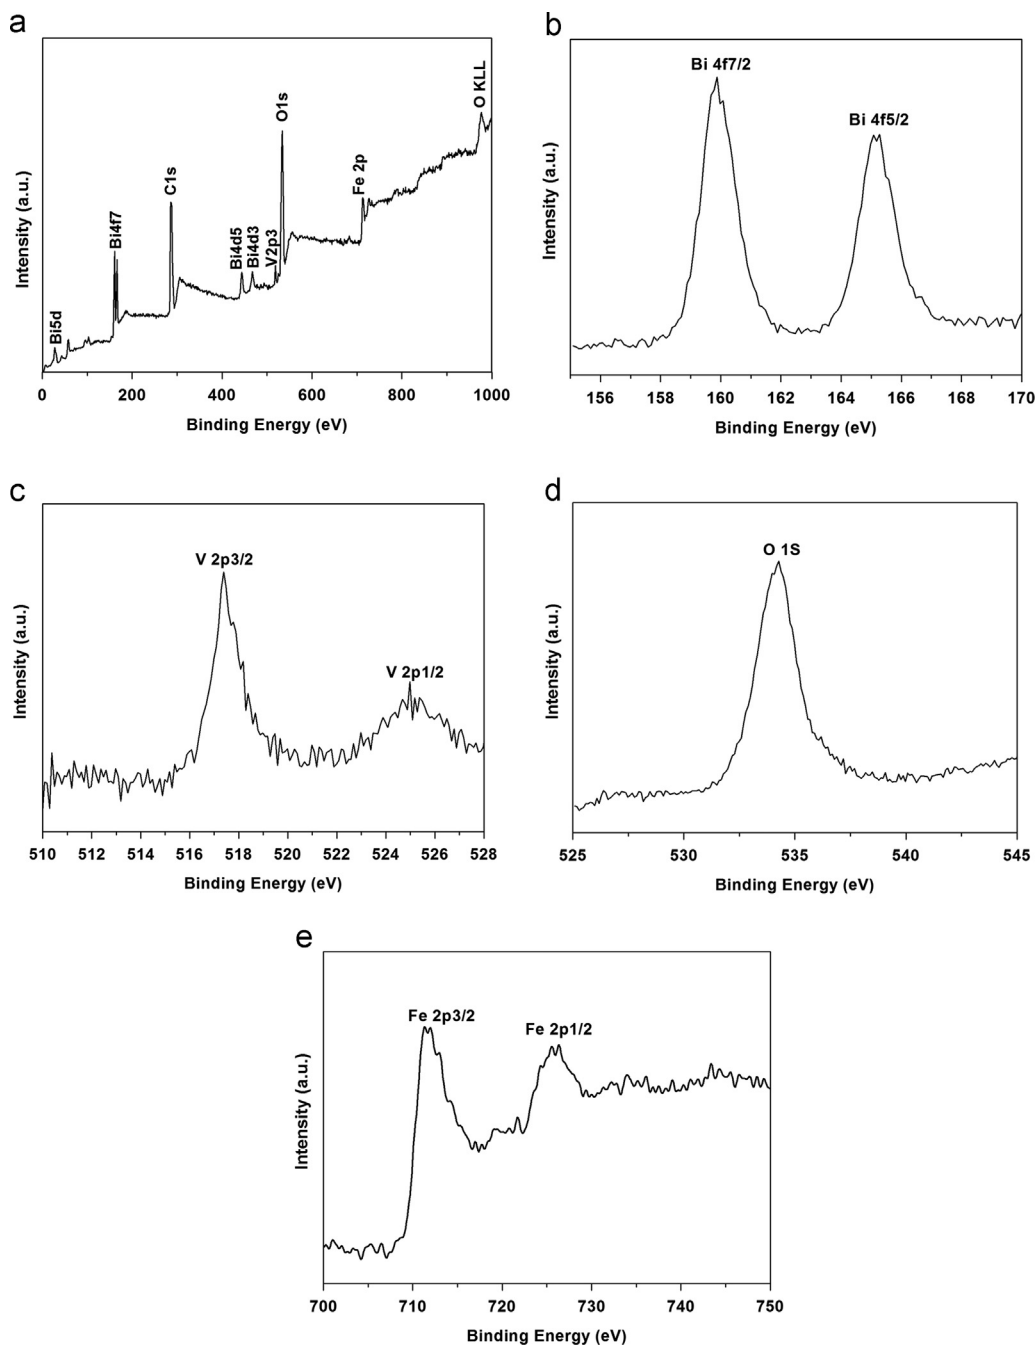 a
Intensity (a.u.)
Bi5d
Bi4f7
C1s
Bi4d5
Bi4d3
V2p3
O1s
Fe 2p
O KLL
0 200 400 600 800 1000
Binding Energy (eV)
b
Intensity (a.u.)
Bi 4f7/2
Bi 4f5/2
156 158 160 162 164 166 168 170
Binding Energy (eV)
c
Intensity (a.u.)
V 2p3/2
V 2p1/2
510 512 514 516 518 520 522 524 526 528
Binding Energy (eV)
d
Intensity (a.u.)
O 1S
525 530 535 540 545
Binding Energy (eV)
e
Intensity (a.u.)
Fe 2p3/2
Fe 2p1/2
700 710 720 730 740 750
Binding Energy (eV)